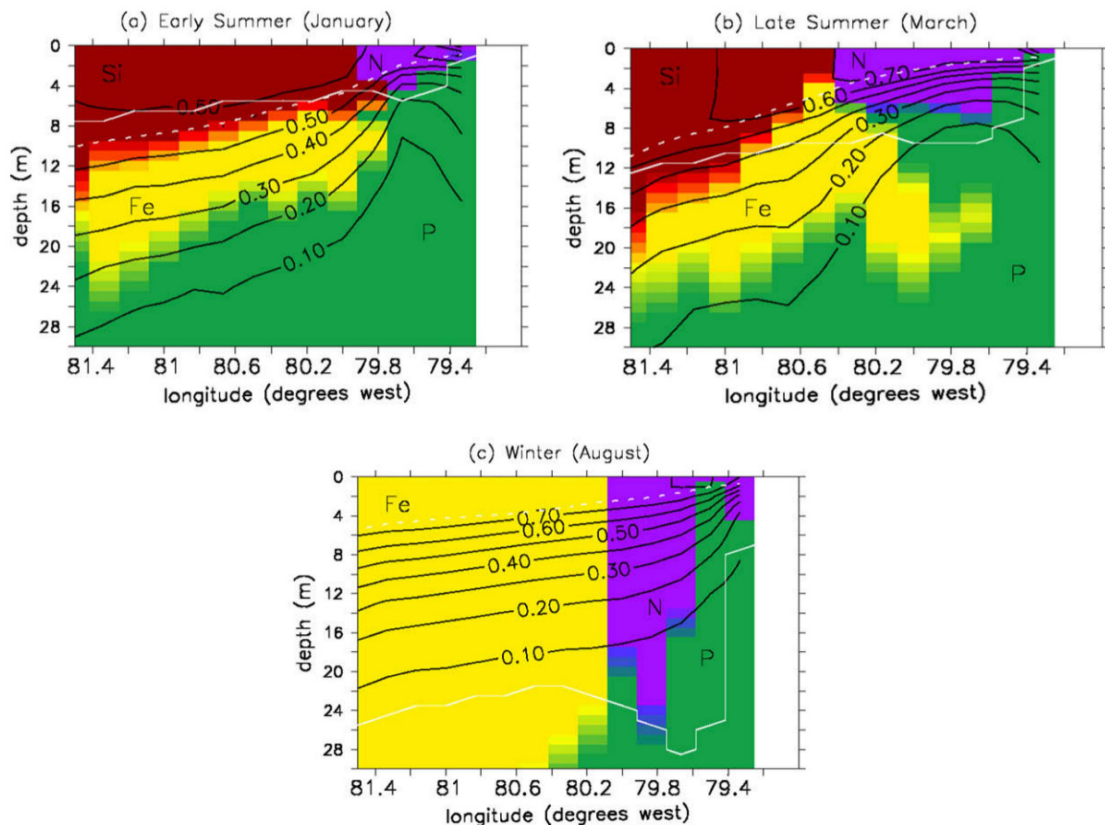 (a) Early Summer (January)
0
4
8
12
16
20
24
28
depth (m)
Si
N
Fe
P
0.50
0.50
0.40
0.30
0.20
0.10
81.4 81 80.6 80.2 79.8 79.4
longitude (degrees west)
(b) Late Summer (March)
0
4
8
12
16
20
24
28
depth (m)
Si
N
Fe
P
0.70
0.60
0.30
0.20
0.10
81.4 81 80.6 80.2 79.8 79.4
longitude (degrees west)
(c) Winter (August)
0
4
8
12
16
20
24
28
depth (m)
Fe
N
P
0.70
0.60
0.50
0.40
0.30
0.20
0.10
81.4 81 80.6 80.2 79.8 79.4
longitude (degrees west)